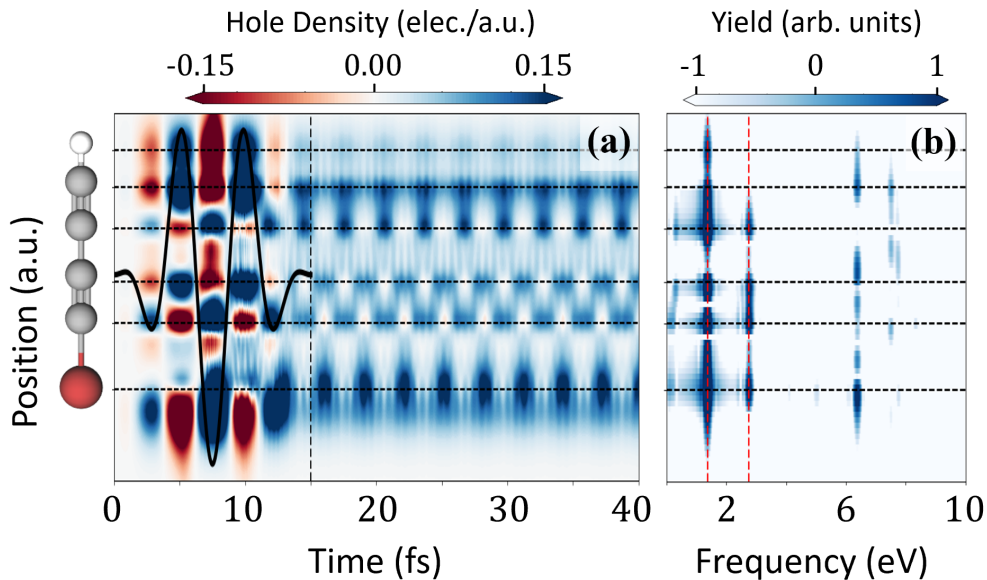 Hole Density (elec./a.u.)
-0.15 0.00 0.15
Yield (arb. units)
-1 0 1
(a)
(b)
Position (a.u.)
0 10 20 30 40
2 6 10
Time (fs)
Frequency (eV)